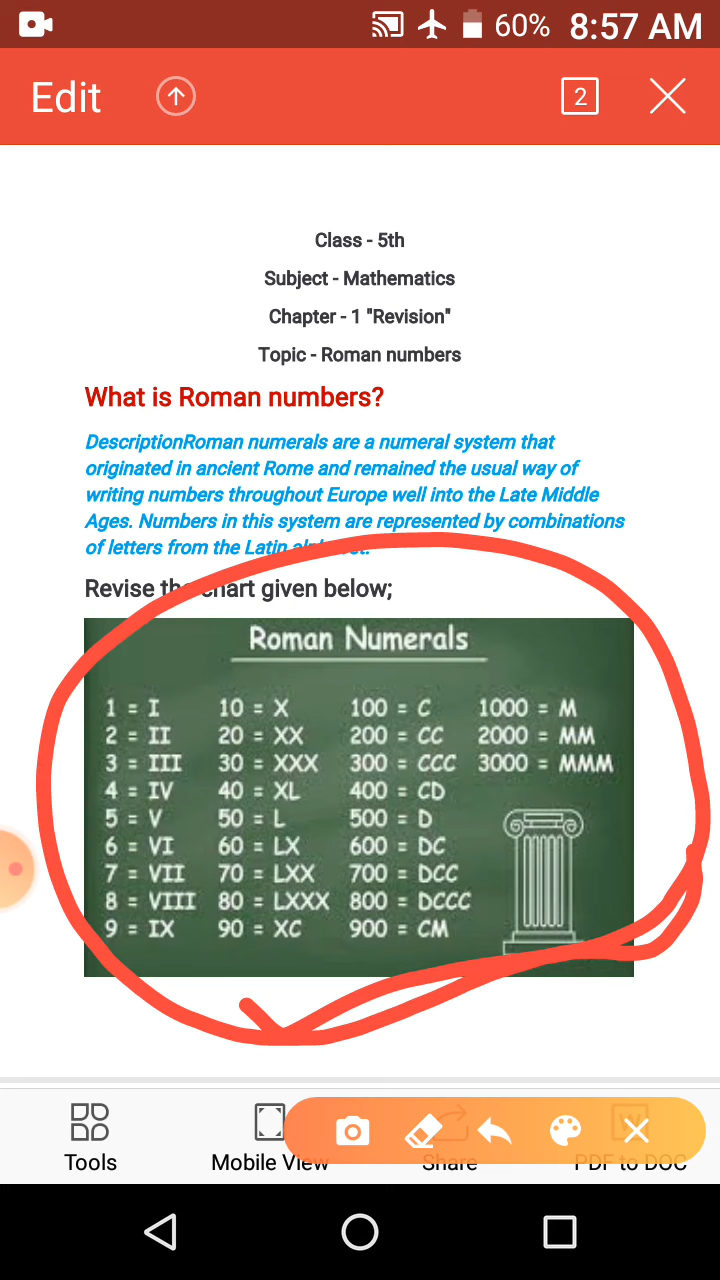 60% 8:57 AM
Edit 2
Class - 5th
Subject - Mathematics
Chapter - 1 "Revision"
Topic - Roman numbers
What is Roman numbers?
DescriptionRoman numerals are a numeral system that
originated in ancient Rome and remained the usual way of
writing numbers throughout Europe well into the Late Middle
Ages. Numbers in this system are represented by combinations
of letters from the Latin alphabet.
Revise the chart given below;
Roman Numerals
1 = I 10 = X 100 = C 1000 = M
2 = II 20 = XX 200 = CC 2000 = MM
3 = III 30 = XXX 300 = CCC 3000 = MMM
4 = IV 40 = XL 400 = CD
5 = V 50 = L 500 = D
6 = VI 60 = LX 600 = DC
7 = VII 70 = LXX 700 = DCC
8 = VIII 80 = LXXX 800 = DCCC
9 = IX 90 = XC 900 = CM
Tools Mobile View Share PDF to DOC